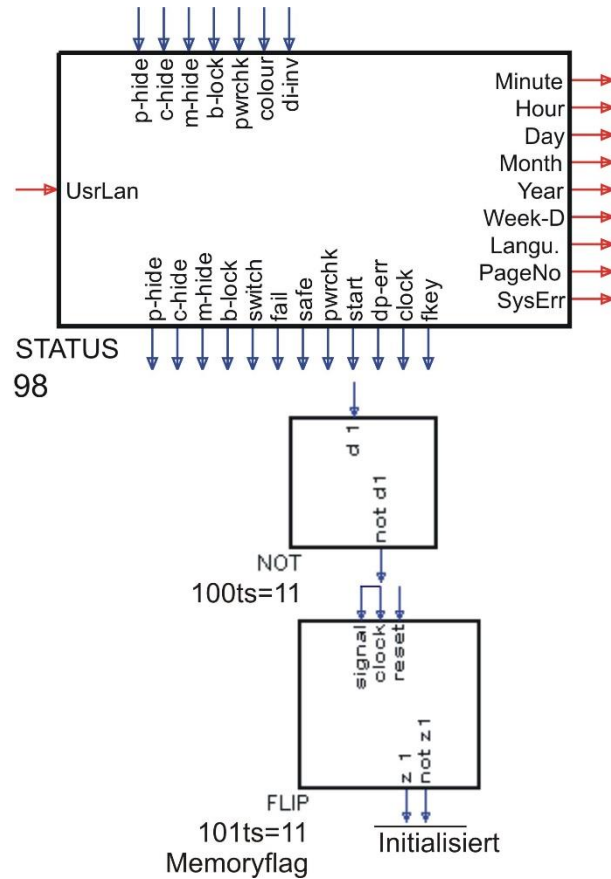 p-hide
c-hide
m-hide
b-lock
pwrchk
colour
di-inv
Minute
Hour
Day
Month
Year
Week-D
Langu.
PageNo
SysErr
UsrLan
p-hide
c-hide
m-hide
b-lock
switch
fail
safe
pwrchk
start
dp-err
clock
fkey
STATUS
98
d 1
not d1
NOT
100ts=11
signal
clock
reset
z 1
not z1
FLIP
101ts=11
Memoryflag
Initialisiert